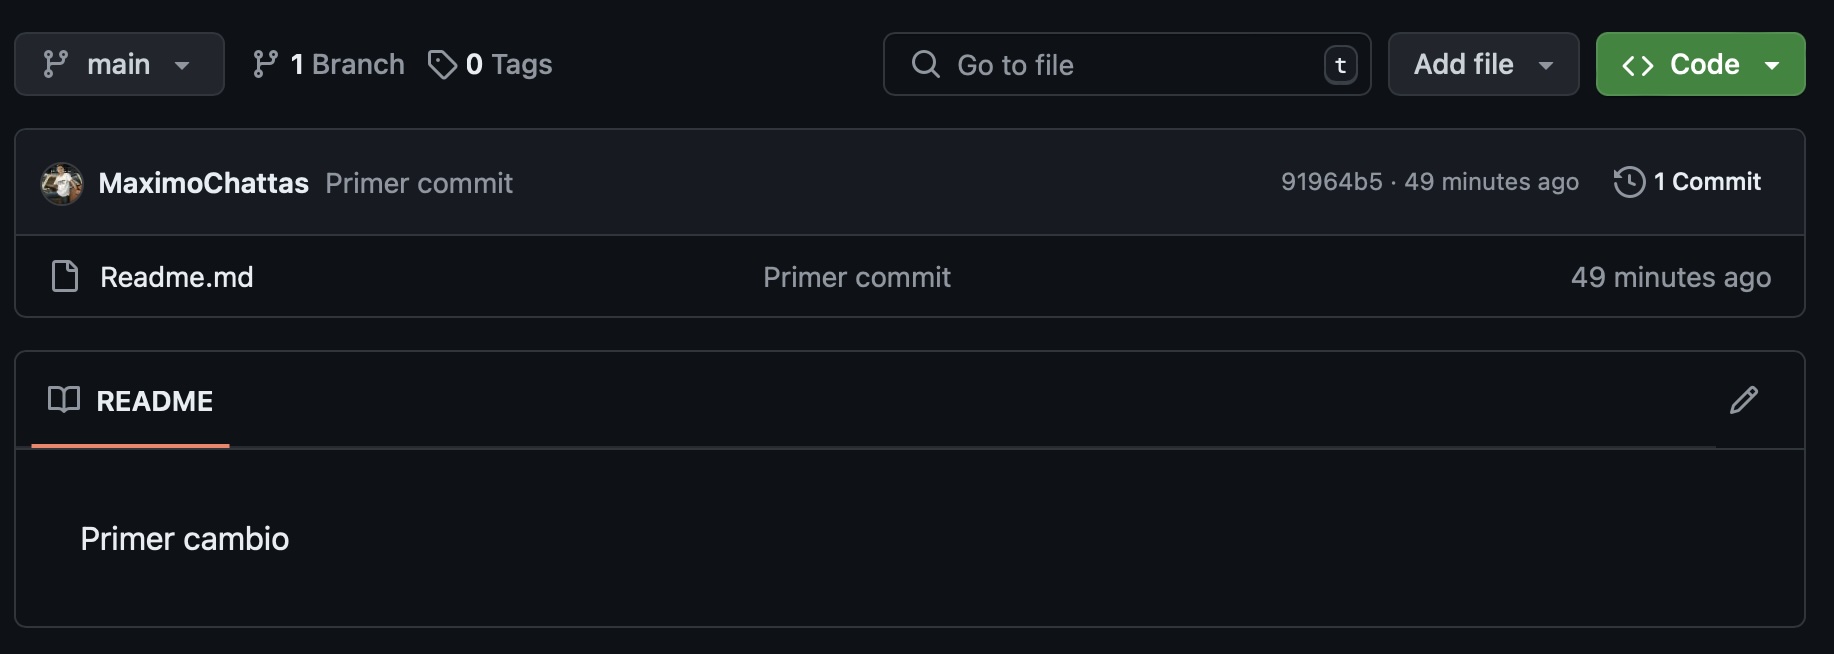 main 1 Branch 0 Tags Go to file t Add file Code
MaximoChattas Primer commit 91964b5 · 49 minutes ago 1 Commit
Readme.md Primer commit 49 minutes ago
README
Primer cambio